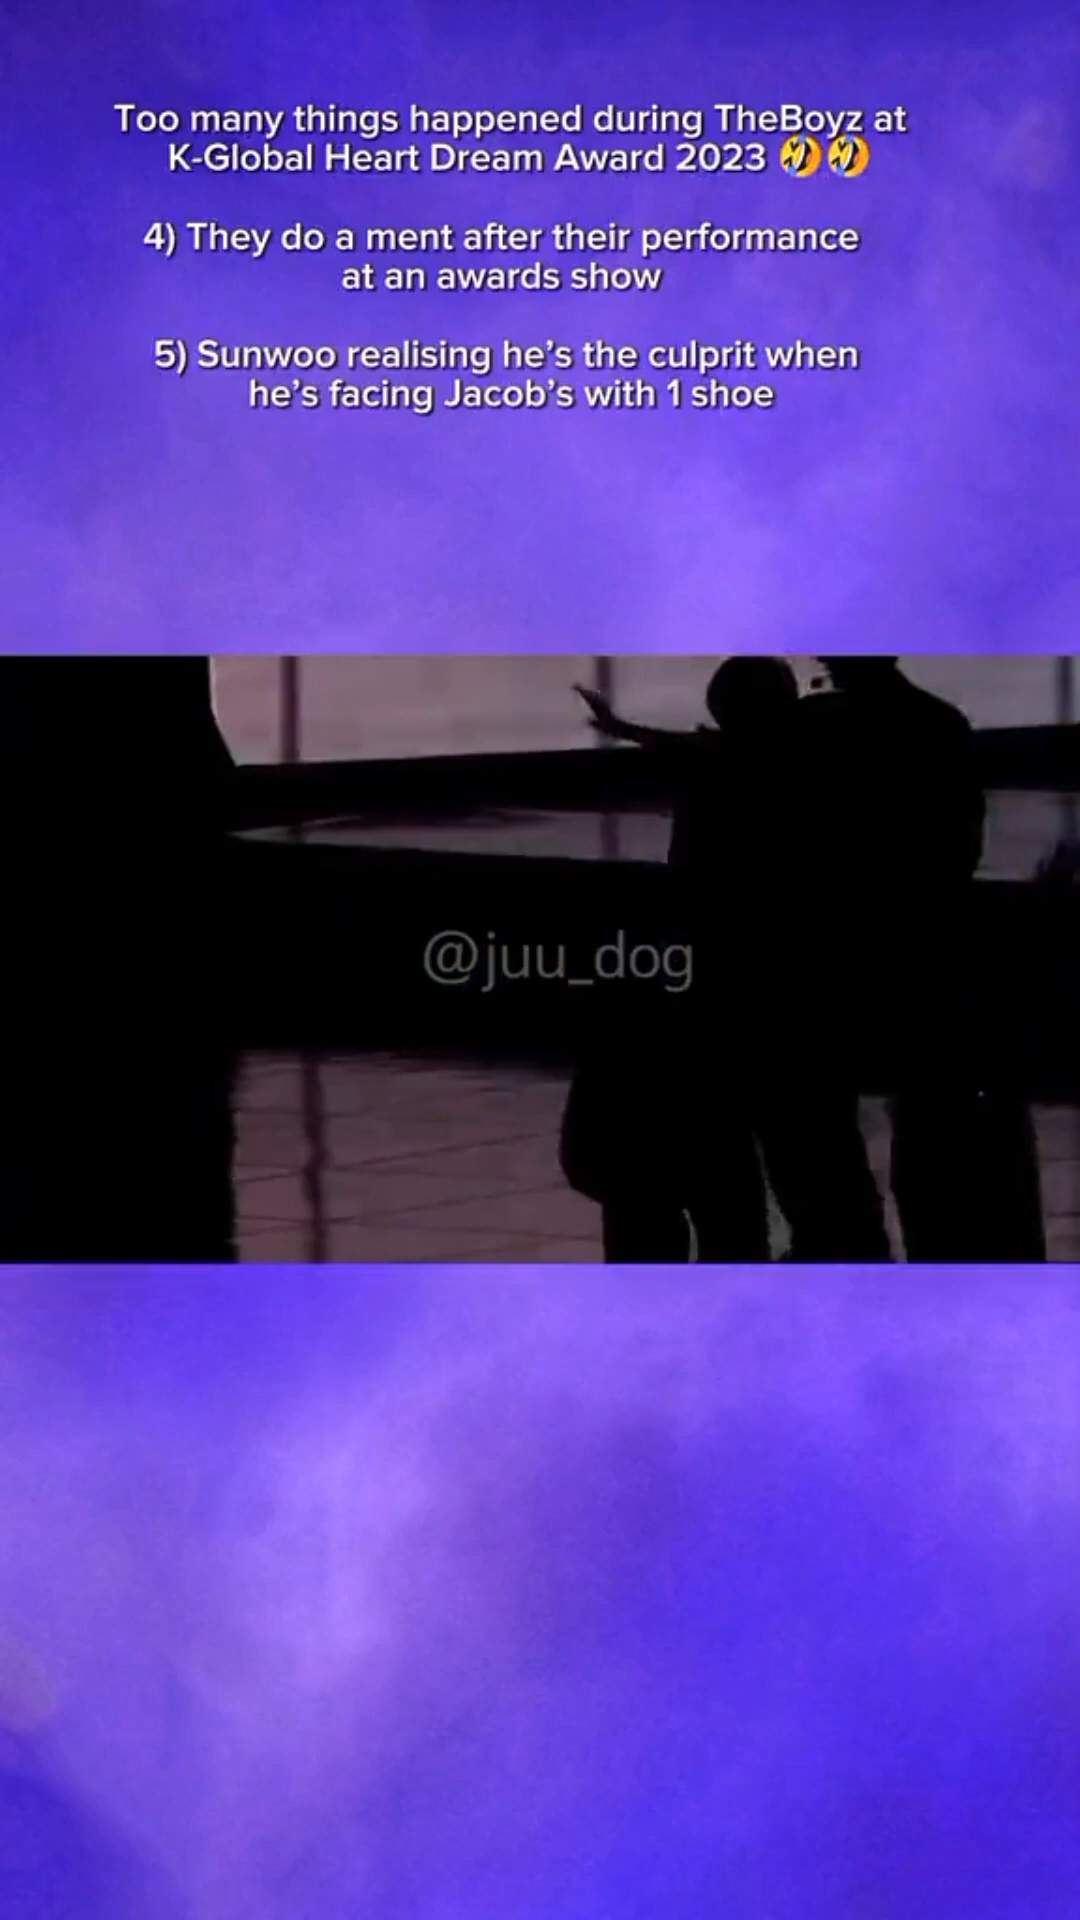 Too many things happened during TheBoyz at
K-Global Heart Dream Award 2023 🤣🤣
4) They do a ment after their performance
at an awards show
5) Sunwoo realising he’s the culprit when
he’s facing Jacob’s with 1 shoe
@juu_dog